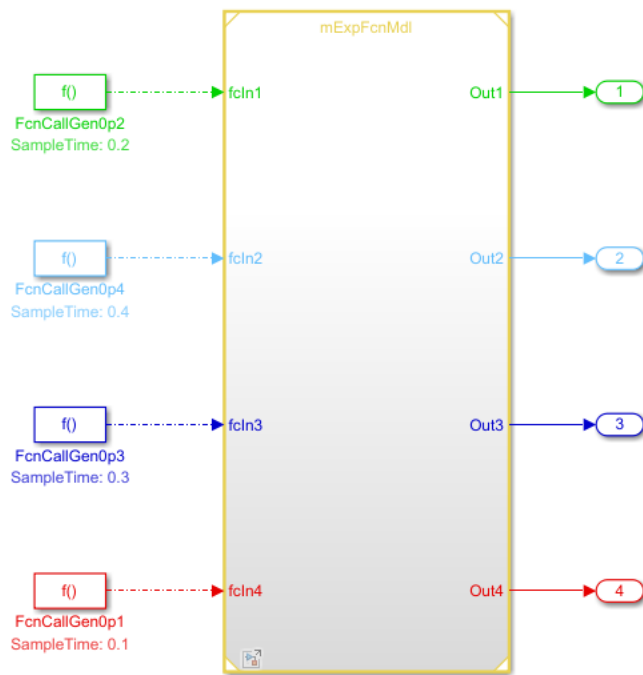 mExpFcnMdl
f()
fcIn1
Out1
1
FcnCallGen0p2
SampleTime: 0.2
f()
fcIn2
Out2
2
FcnCallGen0p4
SampleTime: 0.4
f()
fcIn3
Out3
3
FcnCallGen0p3
SampleTime: 0.3
f()
fcIn4
Out4
4
FcnCallGen0p1
SampleTime: 0.1